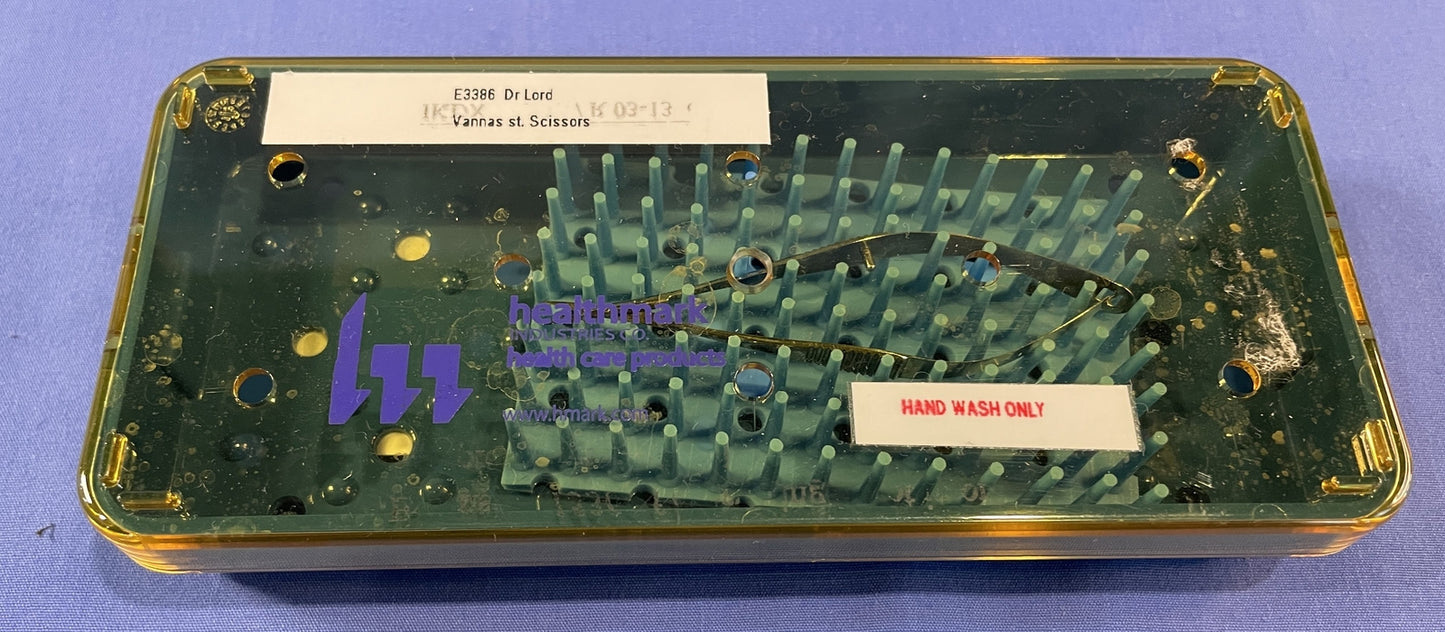 E3386 Dr Lord
Vannas st. Scissors
healthmark
INDUSTRIES CO.
health care products
www.hmark.com
HAND WASH ONLY